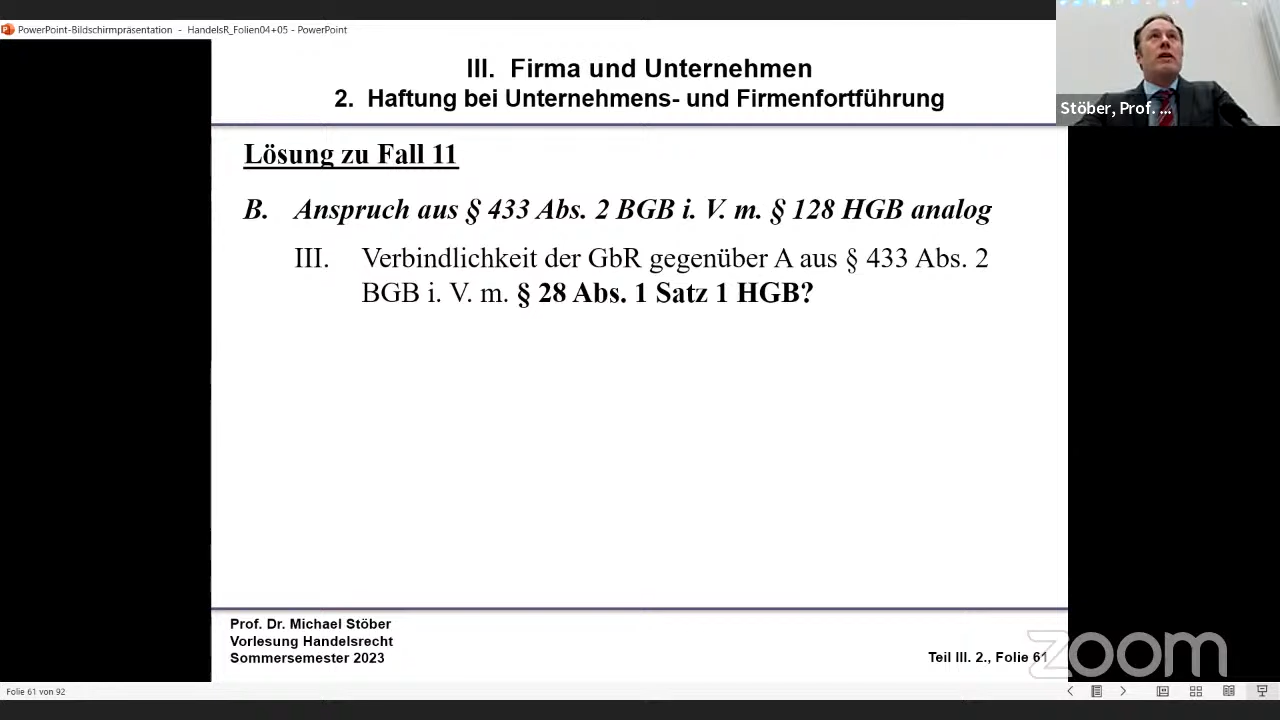 PowerPoint-Bildschirmpräsentation - HandelsR_Folien04+05 - PowerPoint
Stöber, Prof. ...
III. Firma und Unternehmen
2. Haftung bei Unternehmens- und Firmenfortführung
Lösung zu Fall 11
B. Anspruch aus § 433 Abs. 2 BGB i. V. m. § 128 HGB analog
III. Verbindlichkeit der GbR gegenüber A aus § 433 Abs. 2
BGB i. V. m. § 28 Abs. 1 Satz 1 HGB?
Prof. Dr. Michael Stöber
Vorlesung Handelsrecht
Sommersemester 2023
Teil III. 2., Folie 61
zoom
Folie 61 von 92